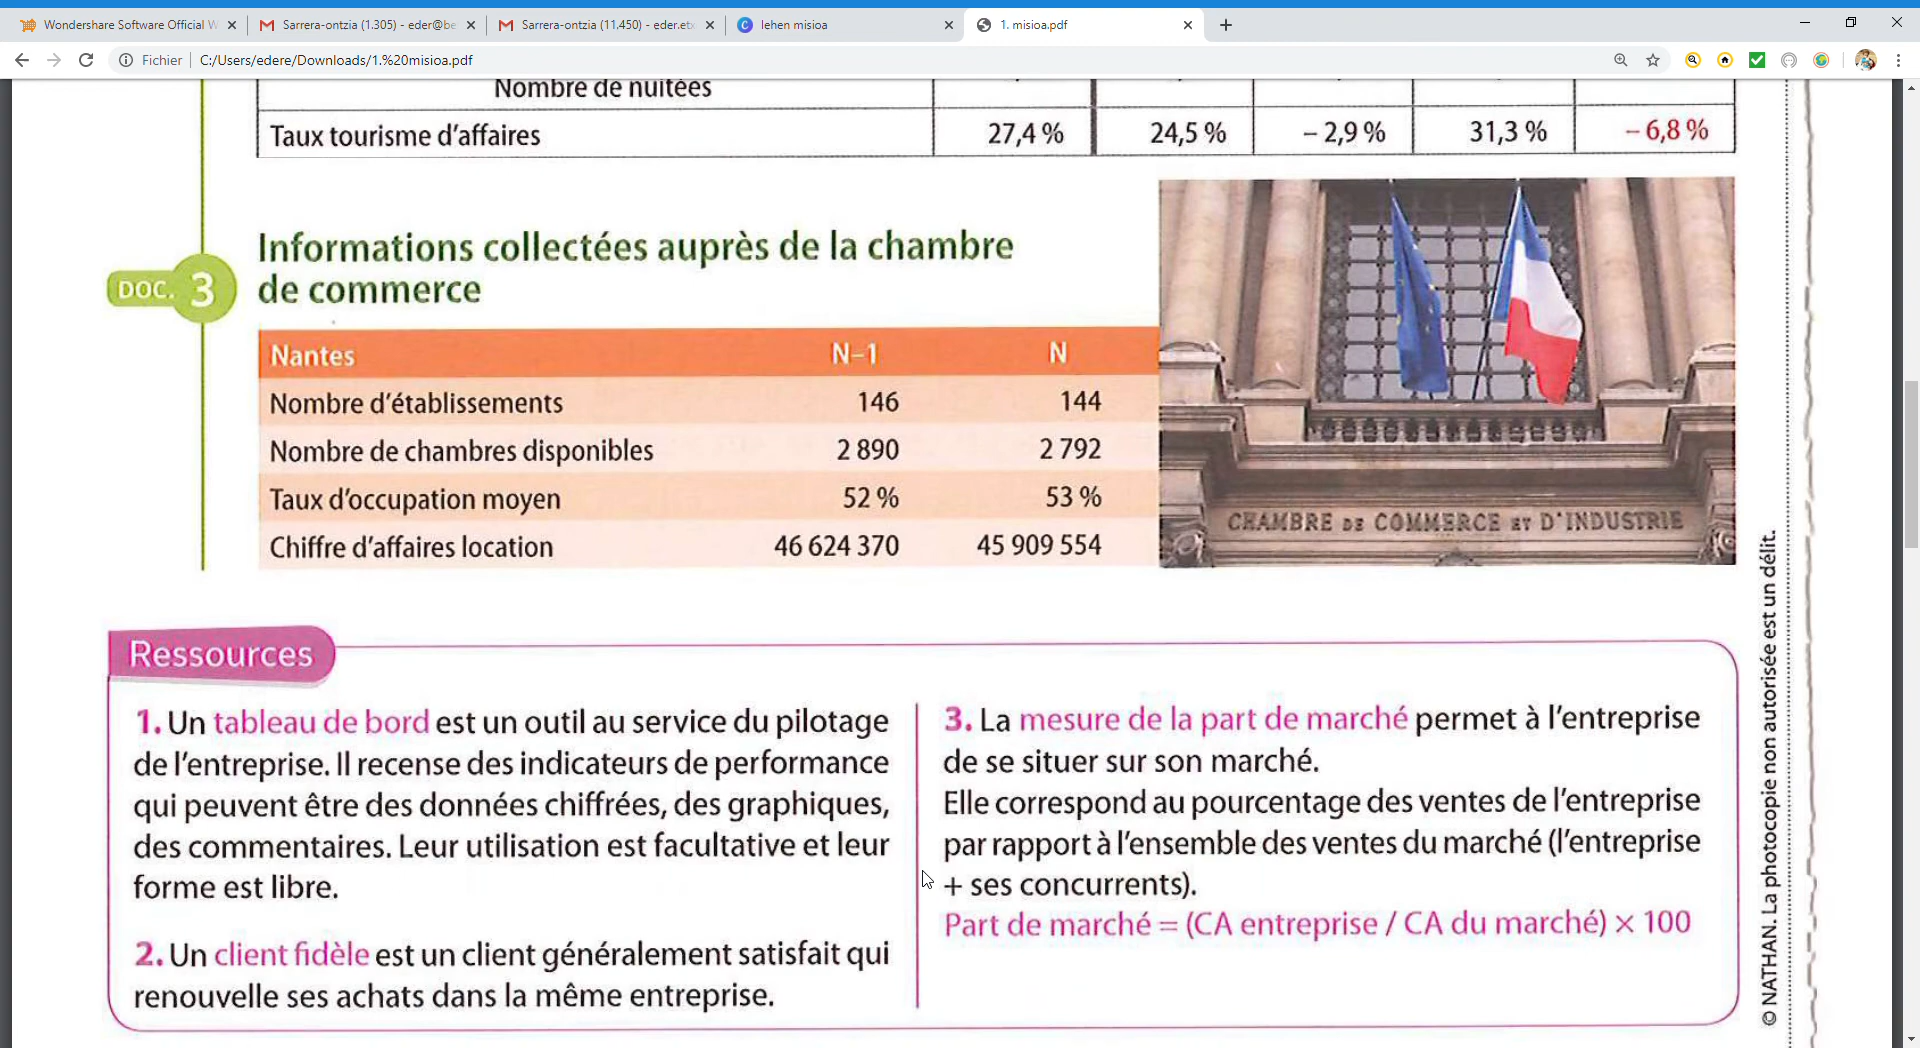 Wondershare Software Official W
Sarrera-ontzia (1.305) - eder@be
Sarrera-ontzia (11.450) - eder.etx
lehen misioa
1. misioa.pdf
Fichier
C:/Users/edere/Downloads/1.%20misioa.pdf
Nombre de nuitées
Taux tourisme d'affaires 27,4 % 24,5 % – 2,9 % 31,3 % – 6,8 %
DOC. 3
Informations collectées auprès de la chambre
de commerce
Nantes N–1 N
Nombre d'établissements 146 144
Nombre de chambres disponibles 2 890 2 792
Taux d'occupation moyen 52 % 53 %
Chiffre d'affaires location 46 624 370 45 909 554
CHAMBRE DE COMMERCE ET D'INDUSTRIE
Ressources
1. Un tableau de bord est un outil au service du pilotage
de l'entreprise. Il recense des indicateurs de performance
qui peuvent être des données chiffrées, des graphiques,
des commentaires. Leur utilisation est facultative et leur
forme est libre.
2. Un client fidèle est un client généralement satisfait qui
renouvelle ses achats dans la même entreprise.
3. La mesure de la part de marché permet à l'entreprise
de se situer sur son marché.
Elle correspond au pourcentage des ventes de l'entreprise
par rapport à l'ensemble des ventes du marché (l'entreprise
+ ses concurrents).
Part de marché = (CA entreprise / CA du marché) × 100
© NATHAN. La photocopie non autorisée est un délit.